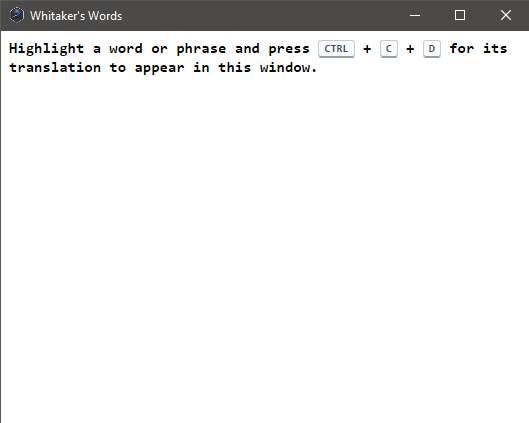 Whitaker's Words
Highlight a word or phrase and press CTRL + C + D for its
translation to appear in this window.